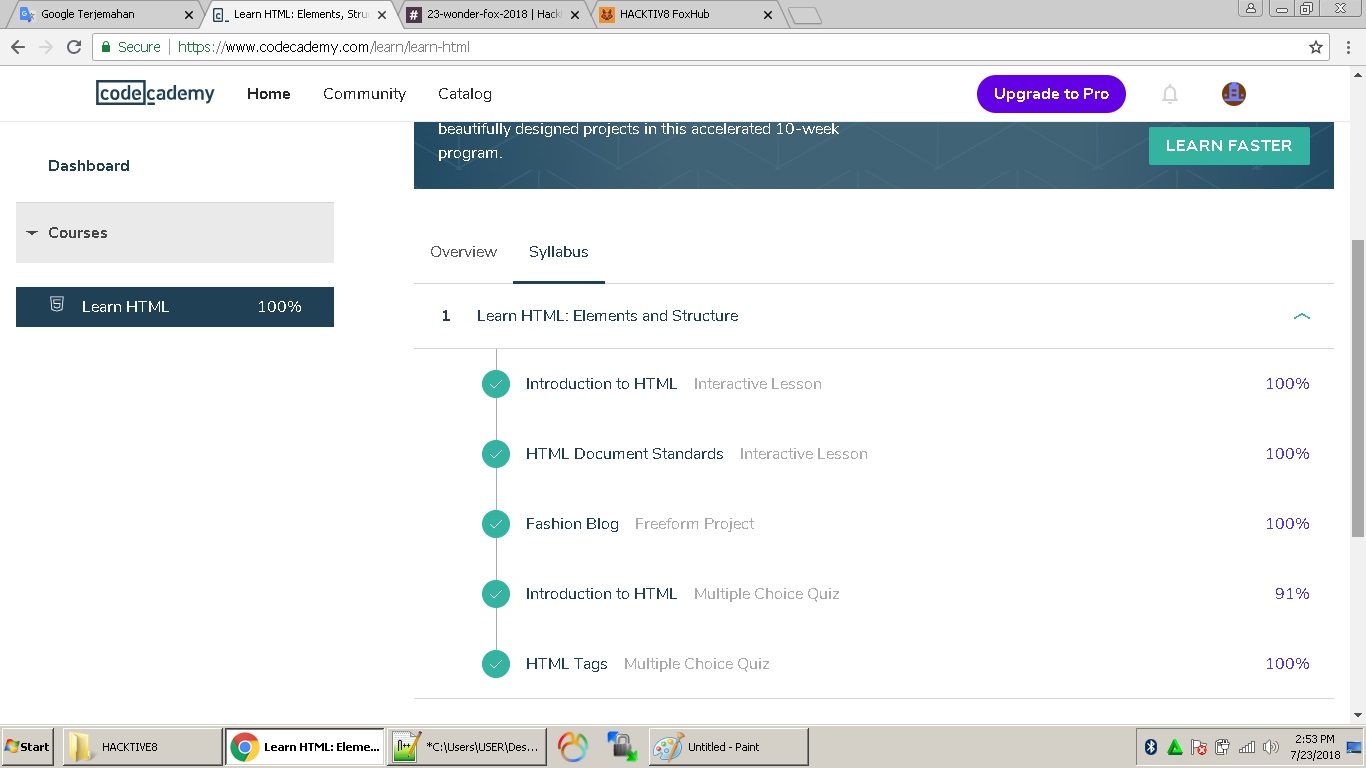 Google Terjemahan
Learn HTML: Elements, Stru
23-wonder-fox-2018 | Hack
HACKTIV8 FoxHub
Secure https://www.codecademy.com/learn/learn-html
codecademy Home Community Catalog Upgrade to Pro
beautifully designed projects in this accelerated 10-week
program.
LEARN FASTER
Dashboard
Courses
Learn HTML 100%
Overview Syllabus
1 Learn HTML: Elements and Structure
Introduction to HTML Interactive Lesson 100%
HTML Document Standards Interactive Lesson 100%
Fashion Blog Freeform Project 100%
Introduction to HTML Multiple Choice Quiz 91%
HTML Tags Multiple Choice Quiz 100%
Start HACKTIVE8 Learn HTML: Eleme... *C:\Users\USER\Des... Untitled - Paint
2:53 PM
7/23/2018